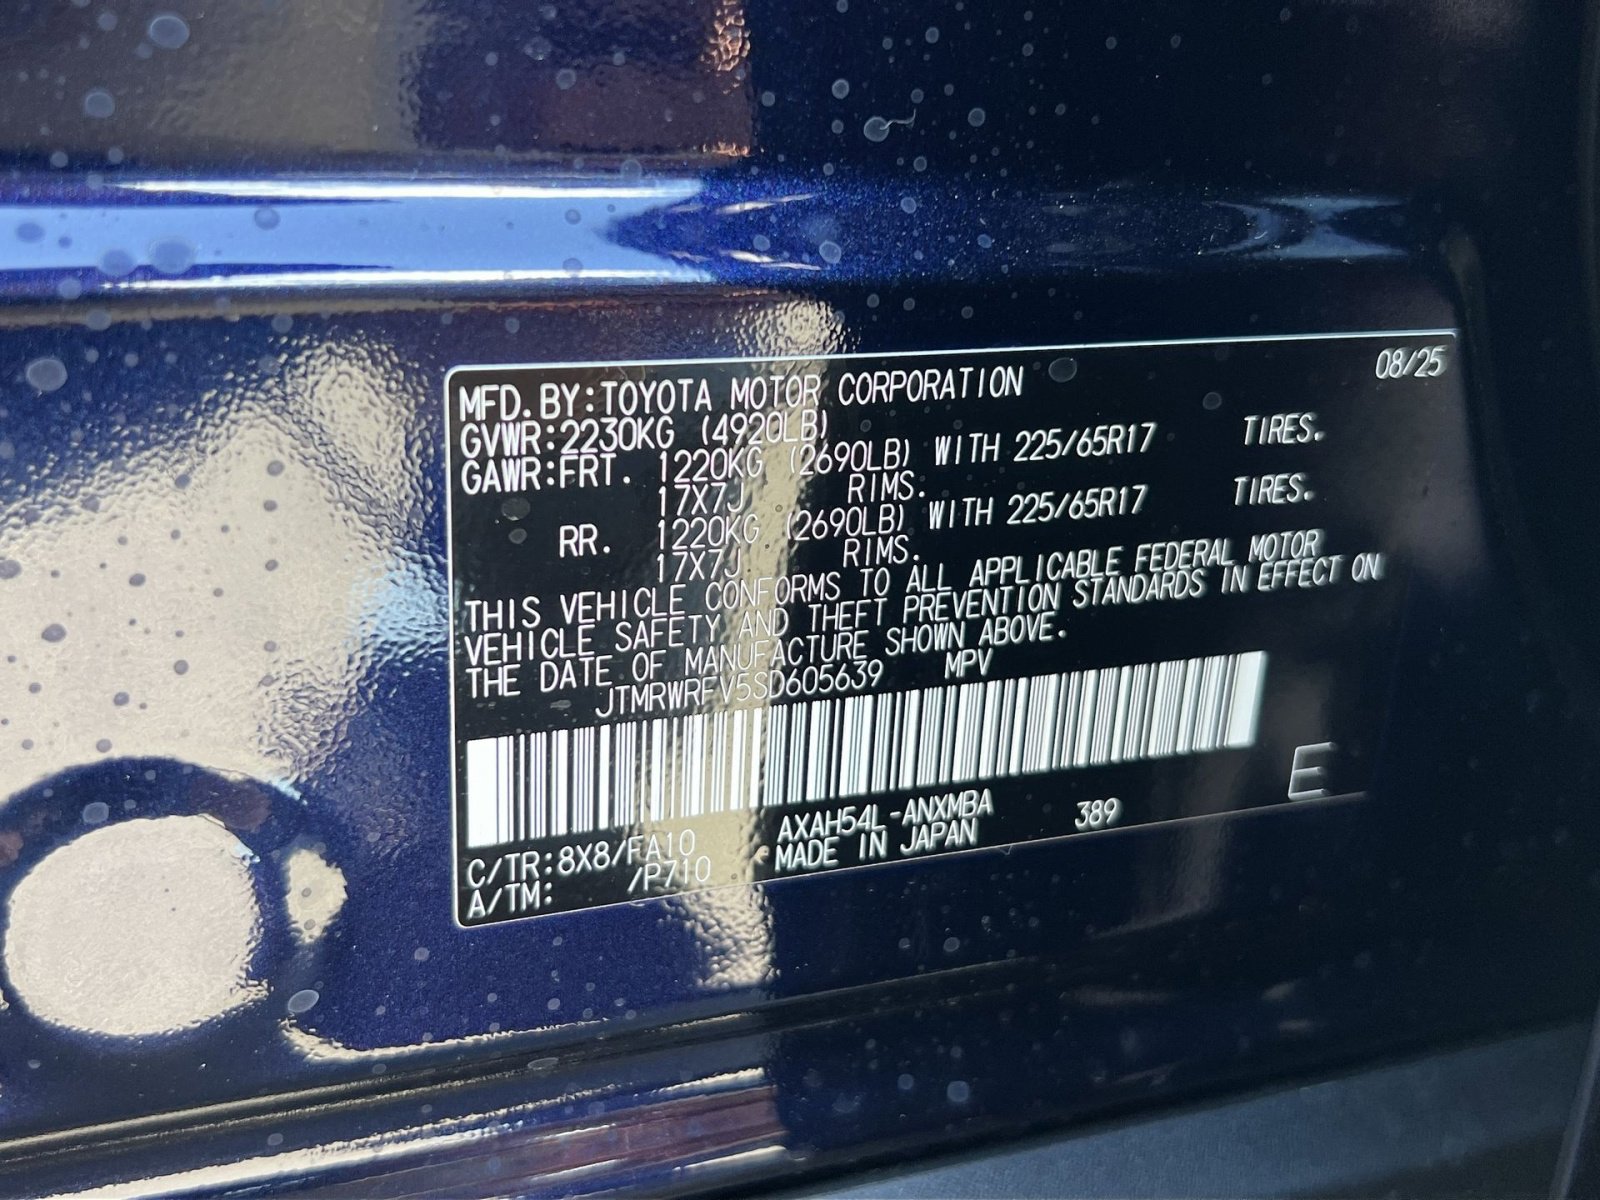 08/25
MFD.BY:TOYOTA MOTOR CORPORATION
GVWR:2230KG (4920LB)
GAWR:FRT. 1220KG (2690LB) WITH 225/65R17 TIRES.
17X7J RIMS.
RR. 1220KG (2690LB) WITH 225/65R17 TIRES.
17X7J RIMS.
THIS VEHICLE CONFORMS TO ALL APPLICABLE FEDERAL MOTOR
VEHICLE SAFETY AND THEFT PREVENTION STANDARDS IN EFFECT ON
THE DATE OF MANUFACTURE SHOWN ABOVE.
JTMRWRFV5SD605639 MPV
E
C/TR:8X8/FA10 AXAH54L-ANXMBA 389
A/TM: /P710 MADE IN JAPAN